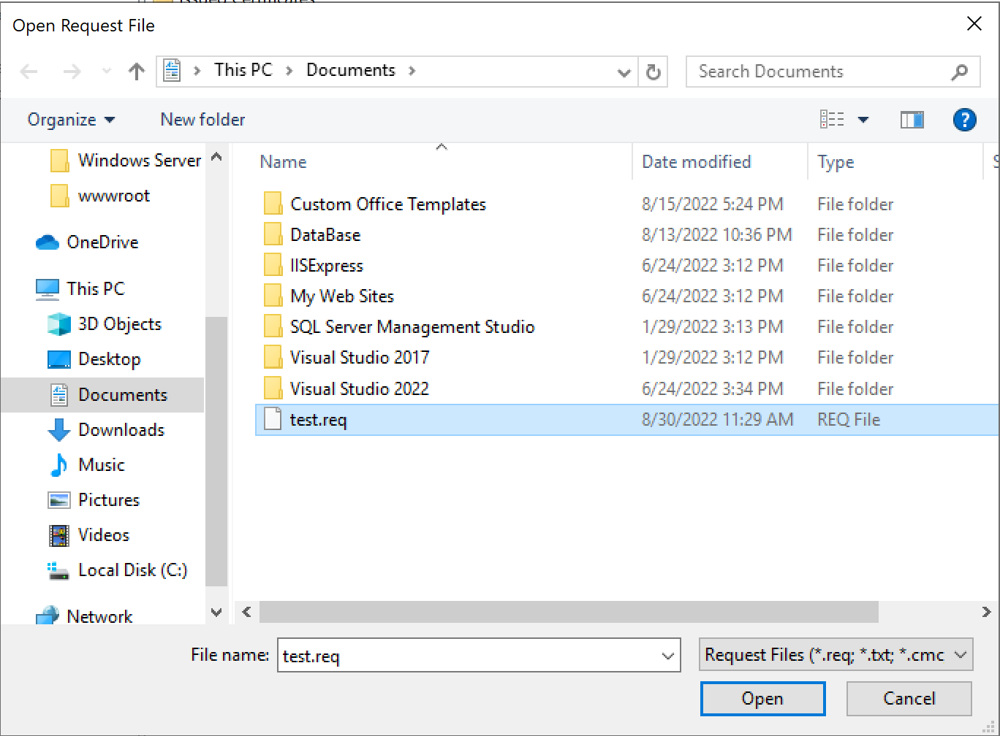 Open Request File
This PC > Documents >
Search Documents
Organize
New folder
?
Windows Server
wwwroot
OneDrive
This PC
3D Objects
Desktop
Documents
Downloads
Music
Pictures
Videos
Local Disk (C:)
Network
Name Date modified Type
Custom Office Templates 8/15/2022 5:24 PM File folder
DataBase 8/13/2022 10:36 PM File folder
IISExpress 6/24/2022 3:12 PM File folder
My Web Sites 6/24/2022 3:12 PM File folder
SQL Server Management Studio 1/29/2022 3:13 PM File folder
Visual Studio 2017 1/29/2022 3:12 PM File folder
Visual Studio 2022 6/24/2022 3:34 PM File folder
test.req 8/30/2022 11:29 AM REQ File
File name: test.req
Request Files (*.req; *.txt; *.cmc
Open
Cancel